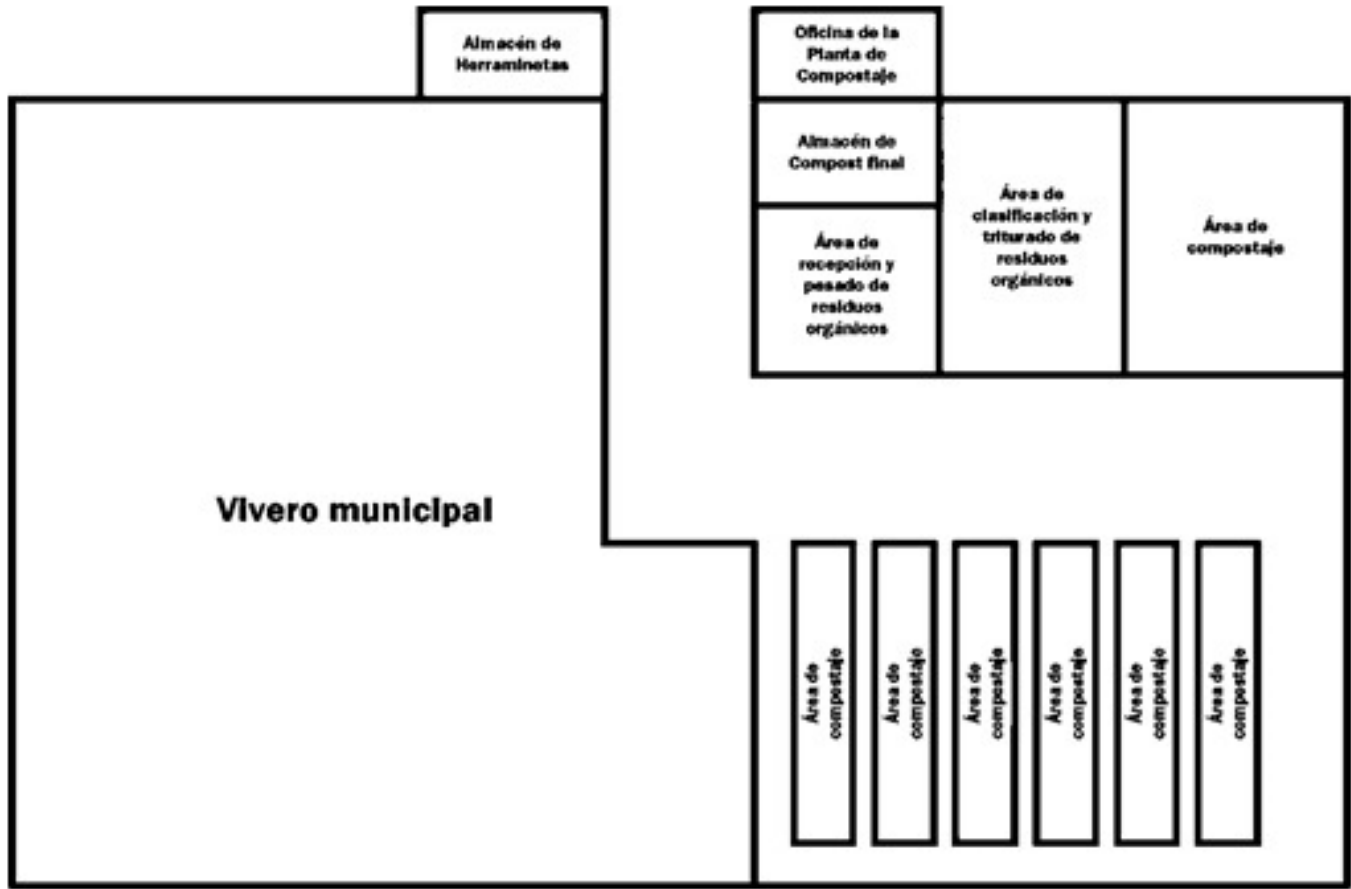 Almacén de
Herraminetas
Oficina de la
Planta de
Compostaje
Almacén de
Compost final
Área de
recepción y
pesado de
residuos
orgánicos
Área de
clasificación y
triturado de
residuos
orgánicos
Área de
compostaje
Vivero municipal
Área de
compostaje
Área de
compostaje
Área de
compostaje
Área de
compostaje
Área de
compostaje
Área de
compostaje